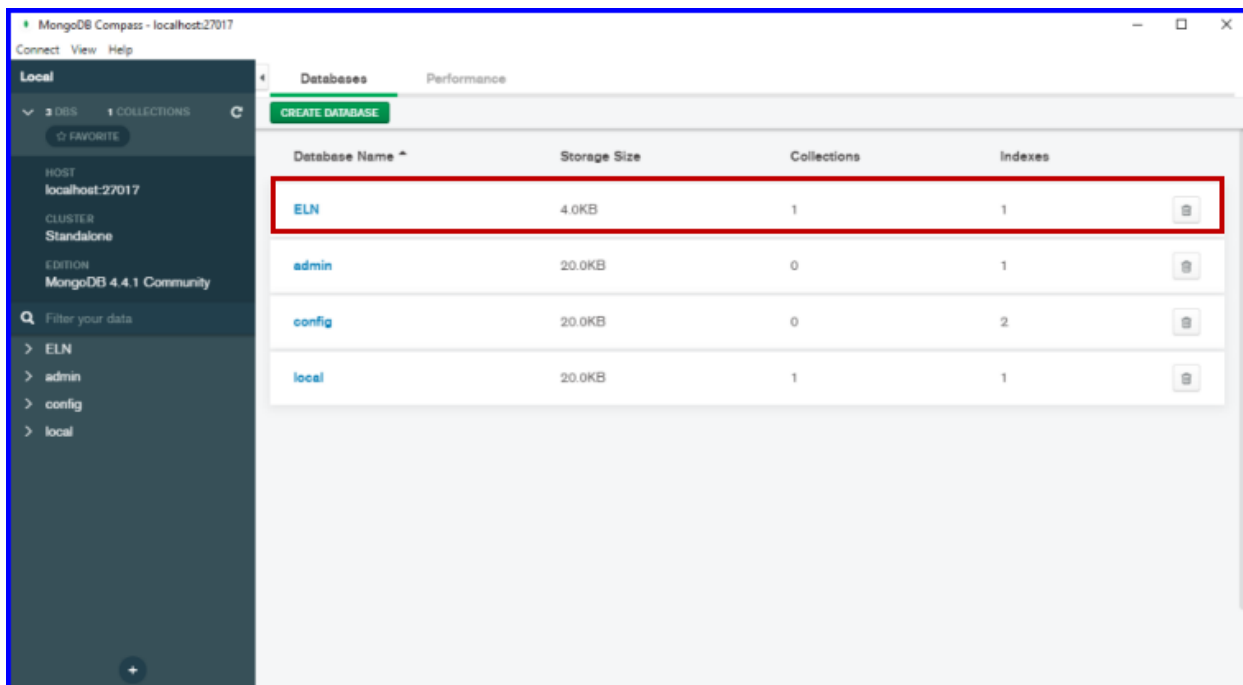 MongoDB Compass - localhost:27017
Connect View Help
Local
3 DBS 1 COLLECTIONS
☆ FAVORITE
HOST
localhost:27017
CLUSTER
Standalone
EDITION
MongoDB 4.4.1 Community
Filter your data
ELN
admin
config
local
Databases Performance
CREATE DATABASE
Database Name Storage Size Collections Indexes
ELN 4.0KB 1 1
admin 20.0KB 0 1
config 20.0KB 0 2
local 20.0KB 1 1